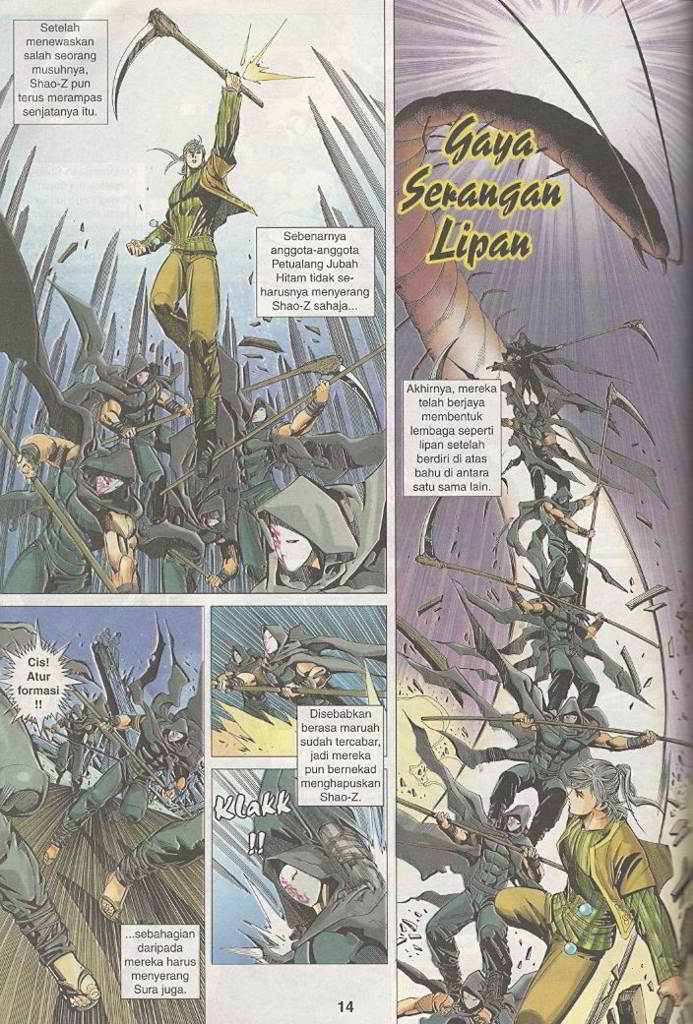 Setelah
menewaskan
salah seorang
musuhnya,
Shao-Z pun
terus merampas
senjatanya itu.
Sebenarnya
anggota-anggota
Petualang Jubah
Hitam tidak se-
harusnya menyerang
Shao-Z sahaja...
Cis!
Atur
formasi
!!
...sebahagian
daripada
mereka harus
menyerang
Sura juga.
Disebabkan
berasa maruah
sudah tercabar,
jadi mereka
pun bernekad
menghapuskan
Shao-Z.
Klakk
!!
Gaya
Serangan
Lipan
Akhirnya, mereka
telah berjaya
membentuk
lembaga seperti
lipan setelah
berdiri di atas
bahu di antara
satu sama lain.
14